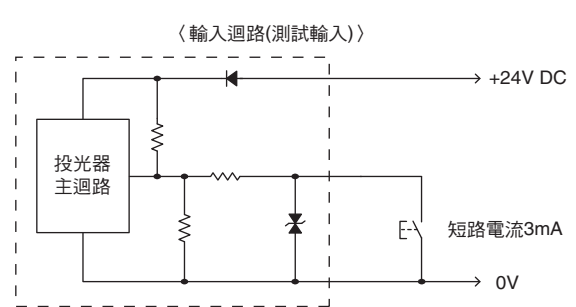 〈輸入迴路(測試輸入)〉
+24V DC
投光器
主迴路
短路電流3mA
0V